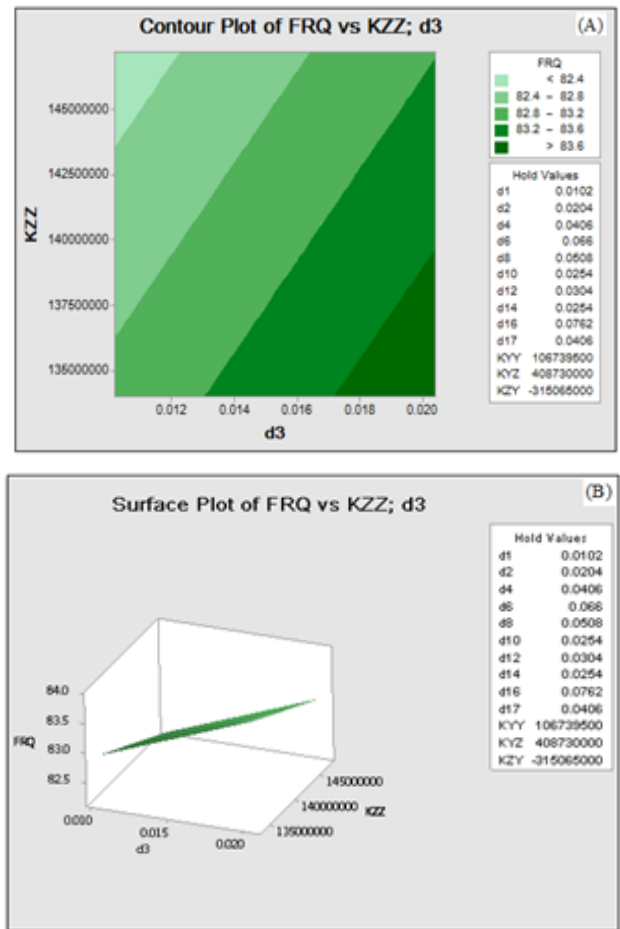 Contour Plot of FRQ vs KZZ; d3
(A)
KZZ
145000000
142500000
140000000
137500000
135000000
0.012 0.014 0.016 0.018 0.020
d3
FRQ
< 82.4
82.4 – 82.8
82.8 – 83.2
83.2 – 83.6
> 83.6
Hold Values
d1 0.0102
d2 0.0204
d4 0.0406
d6 0.066
d8 0.0508
d10 0.0254
d12 0.0304
d14 0.0254
d16 0.0762
d17 0.0406
KYY 106739500
KYZ 408730000
KZY -315065000
Surface Plot of FRQ vs KZZ; d3
(B)
84.0
83.5
FRQ
83.0
82.5
0.010
0.015
0.020
d3
145000000
140000000
KZZ
135000000
Hold Values
d1 0.0102
d2 0.0204
d4 0.0406
d6 0.066
d8 0.0508
d10 0.0254
d12 0.0304
d14 0.0254
d16 0.0762
d17 0.0406
KYY 106739500
KYZ 408730000
KZY -315065000